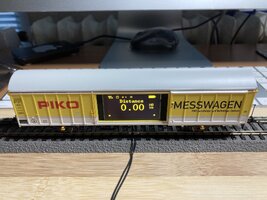 PIKO
Distance
0.00
MESSWAGEN